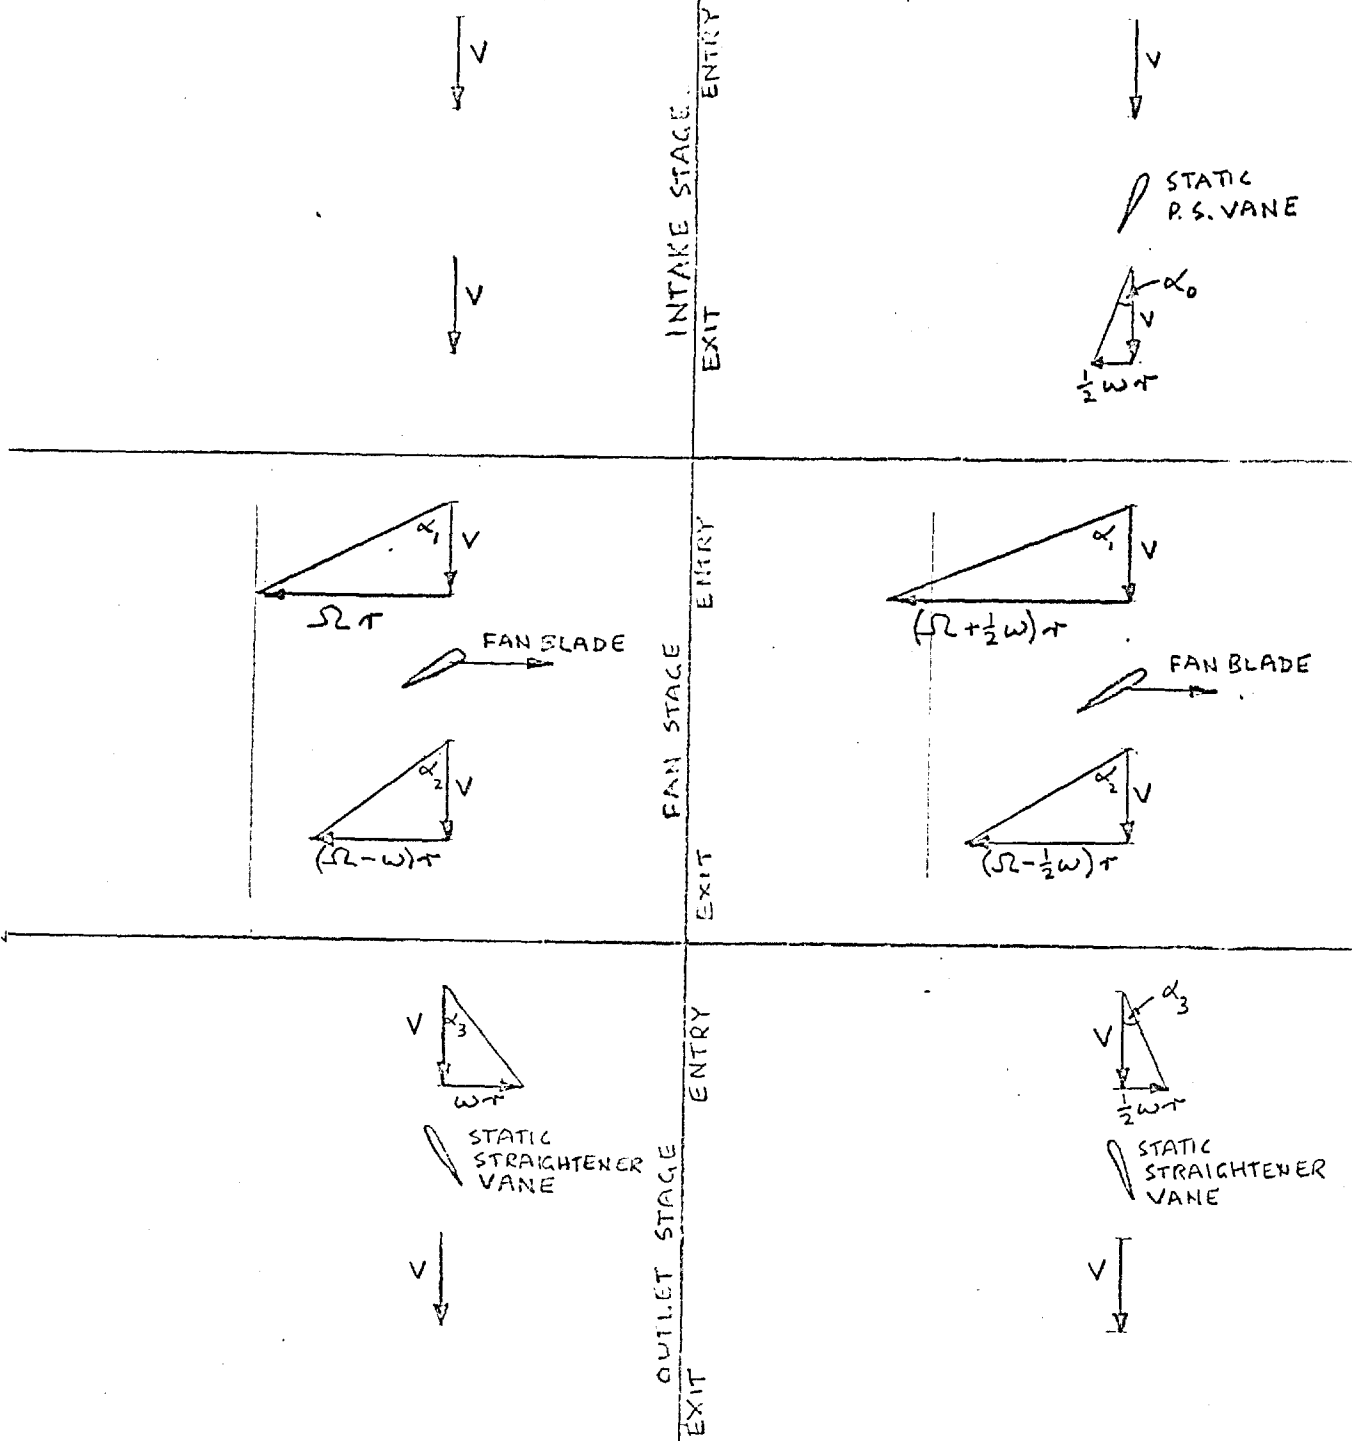 V
ENTRY
V
STATIC
P.S. VANE
V
INTAKE STAGE
EXIT
α₀
V
½ωr
α₁
V
Ωr
ENTRY
α₁
V
(Ω+½ω)r
FAN BLADE
FAN STAGE
FAN BLADE
α₂
V
(Ω-ω)r
EXIT
α₂
V
(Ω-½ω)r
V
α₃
ωr
ENTRY
V
α₃
½ωr
STATIC
STRAIGHTENER
VANE
OUTLET STAGE
STATIC
STRAIGHTENER
VANE
V
EXIT
V